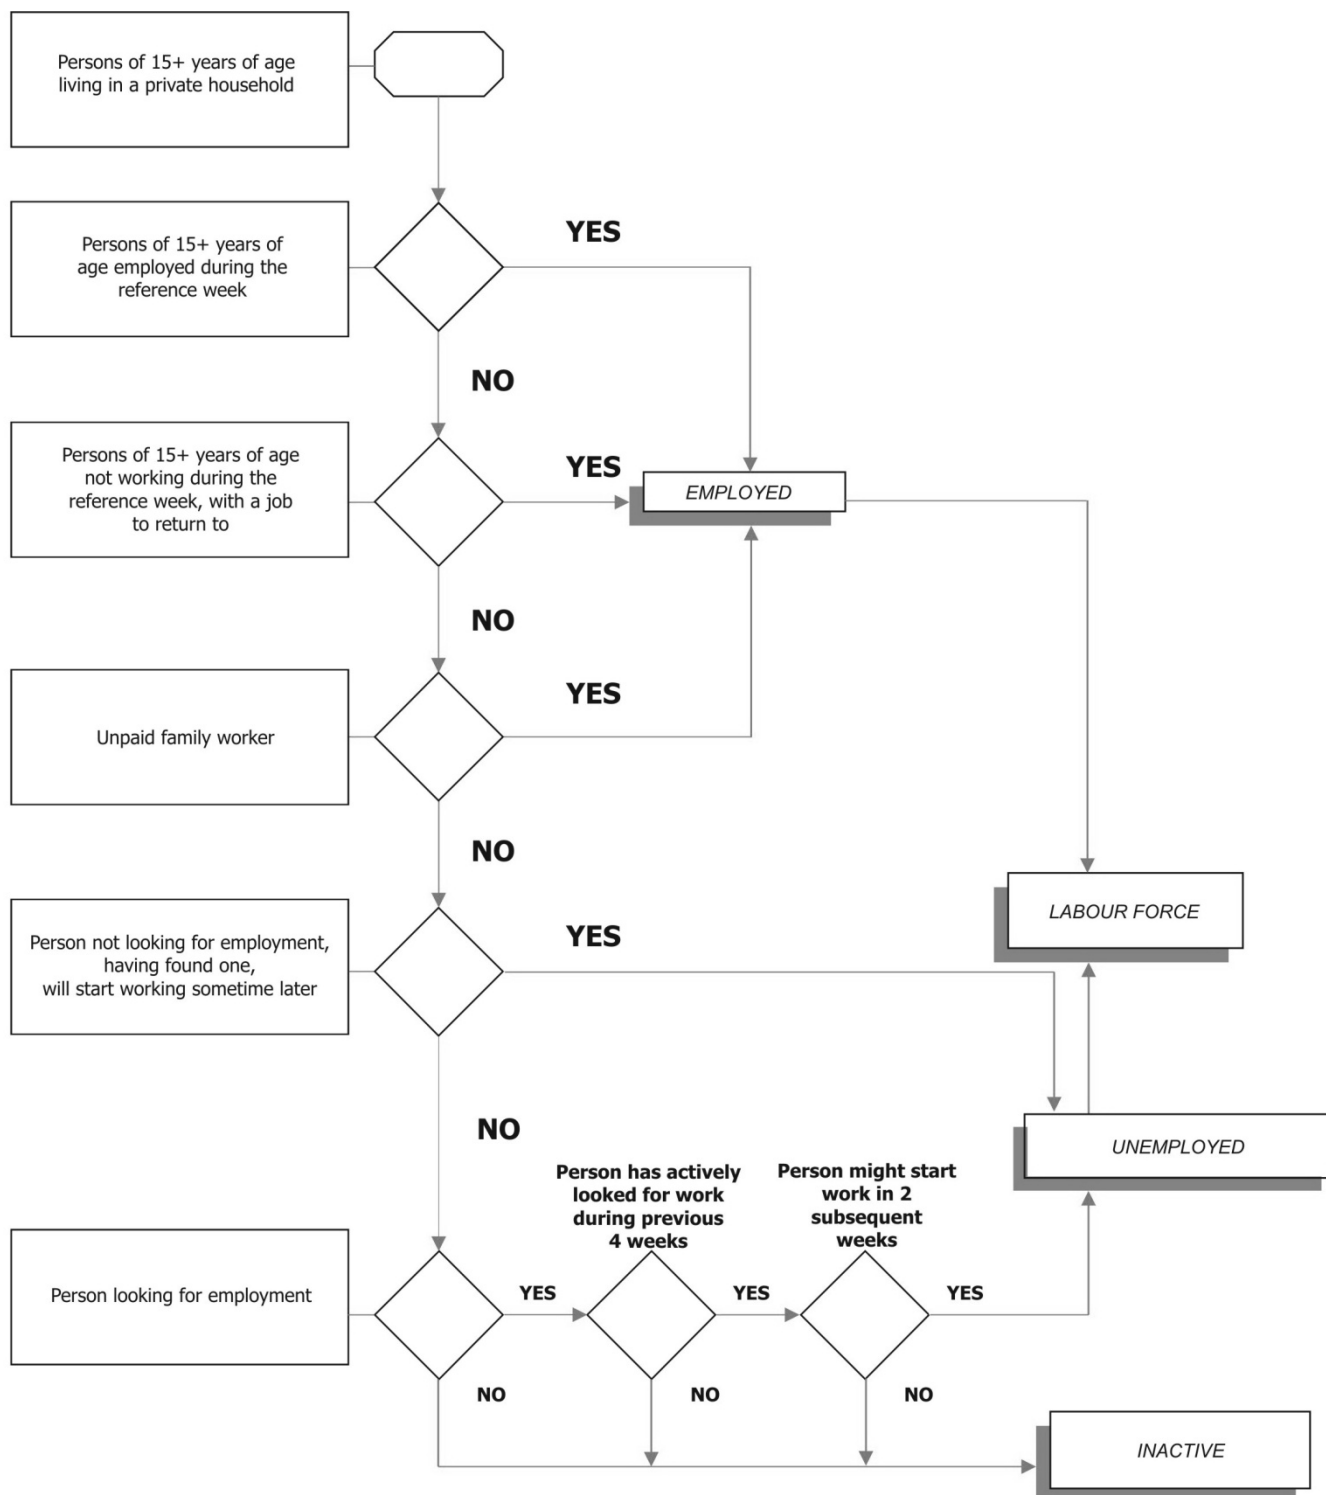 Persons of 15+ years of age
living in a private household
Persons of 15+ years of
age employed during the
reference week
YES
NO
Persons of 15+ years of age
not working during the
reference week, with a job
to return to
YES
EMPLOYED
NO
Unpaid family worker
YES
NO
LABOUR FORCE
Person not looking for employment,
having found one,
will start working sometime later
YES
NO
UNEMPLOYED
Person has actively
looked for work
during previous
4 weeks
Person might start
work in 2
subsequent
weeks
Person looking for employment
YES
YES
YES
NO
NO
NO
INACTIVE